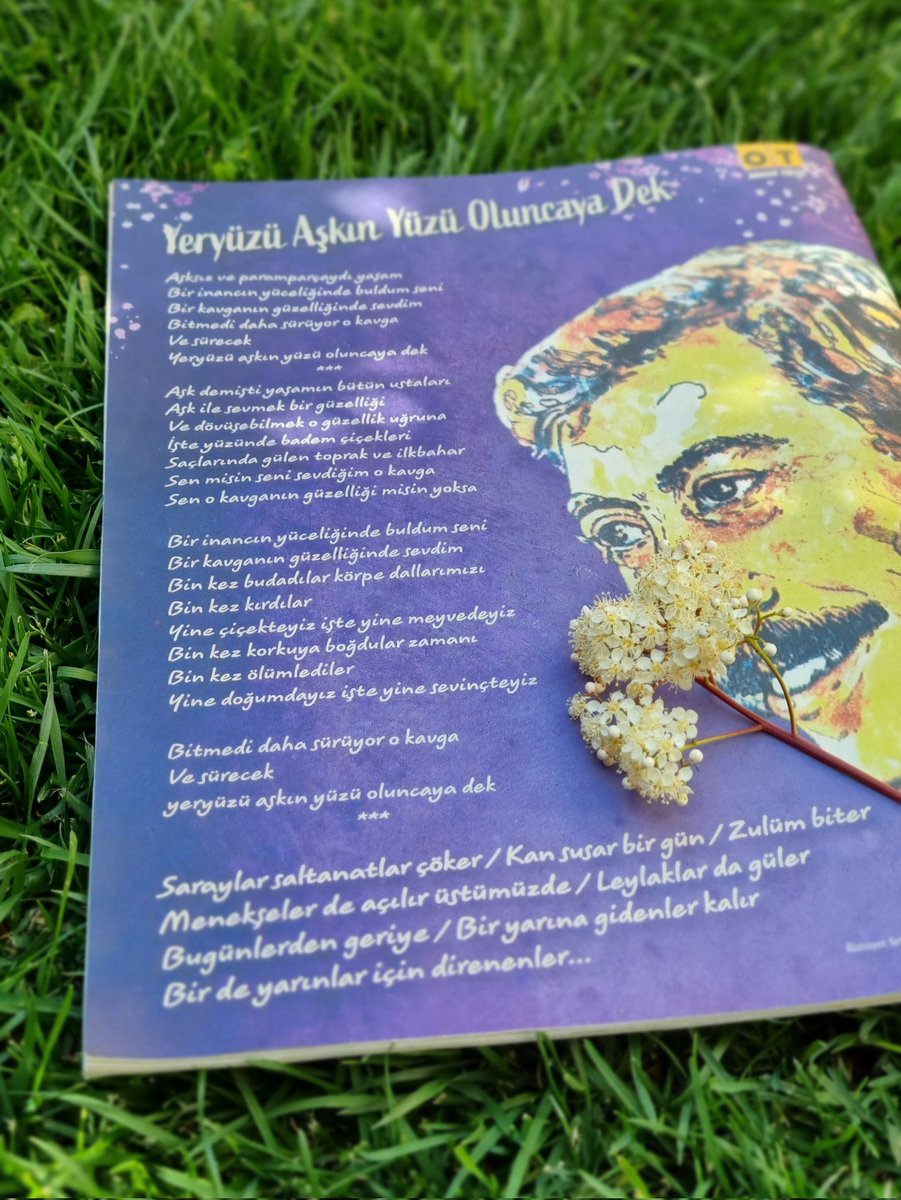 OT
Yeryüzü Aşkın Yüzü Oluncaya Dek
Aşksız ve paramparçaydı yaşam
Bir inancın yüceliğinde buldum seni
Bir kavganın güzelliğinde sevdim
Bitmedi daha sürüyor o kavga
Ve sürecek
Yeryüzü aşkın yüzü oluncaya dek
***
Aşk demişti yaşamın bütün ustaları
Aşk ile sevmek bir güzelliği
Ve dövüşebilmek o güzellik uğruna
İşte yüzünde badem çiçekleri
Saçlarında gülen toprak ve ilkbahar
Sen misin seni sevdiğim o kavga
Sen o kavganın güzelliği misin yoksa
Bir inancın yüceliğinde buldum seni
Bir kavganın güzelliğinde sevdim
Bin kez budadılar körpe dallarımızı
Bin kez kırdılar
Yine çiçekteyiz işte yine meyvedeyiz
Bin kez korkuya boğdular zamanı
Bin kez ölümlediler
Yine doğumdayız işte yine sevinçteyiz
Bitmedi daha sürüyor o kavga
Ve sürecek
yeryüzü aşkın yüzü oluncaya dek
***
Saraylar saltanatlar çöker / Kan susar bir gün / Zulüm biter
Menekşeler de açılır üstümüzde / Leylaklar da güler
Bugünlerden geriye / Bir yarına gidenler kalır
Bir de yarınlar için direnenler...